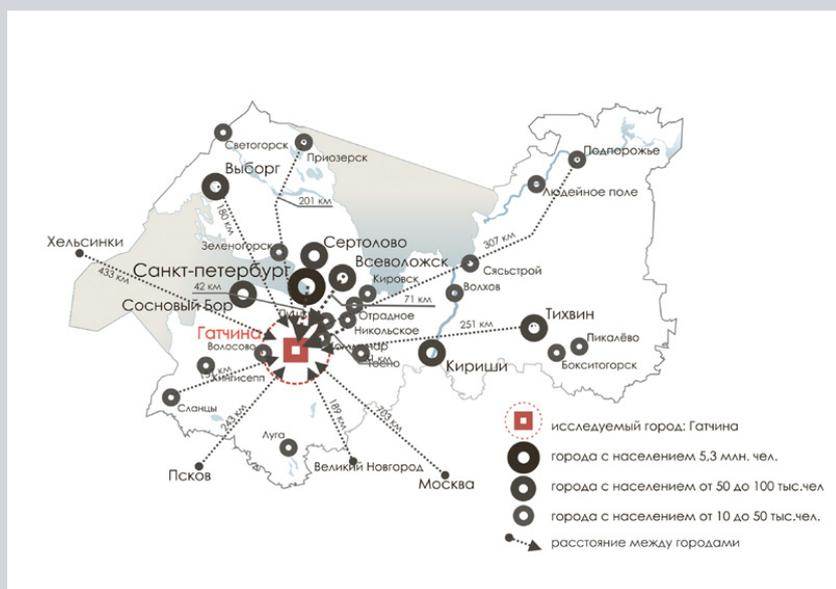 Светогорск
Приозерск
Подпорожье
Выборг
Людейное поле
201 км
180 км
307 км
Хельсинки
Зеленогорск
Сертолово
Всеволожск
Сясьстрой
433 км
Санкт-петербург
Кировск
42 км
71 км
Волхов
Сосновый Бор
Отрадное
Никольское
Тихвин
251 км
Гатчина
Волосово
Пикалёво
Тосно
Бокситогорск
Кингисепп
Кириши
Сланцы
243 км
189 км
703 км
Луга
Псков
Великий Новгород
Москва
исследуемый город: Гатчина
города с населением 5,3 млн. чел.
города с населением от 50 до 100 тыс.чел
города с населением от 10 до 50 тыс.чел.
расстояние между городами